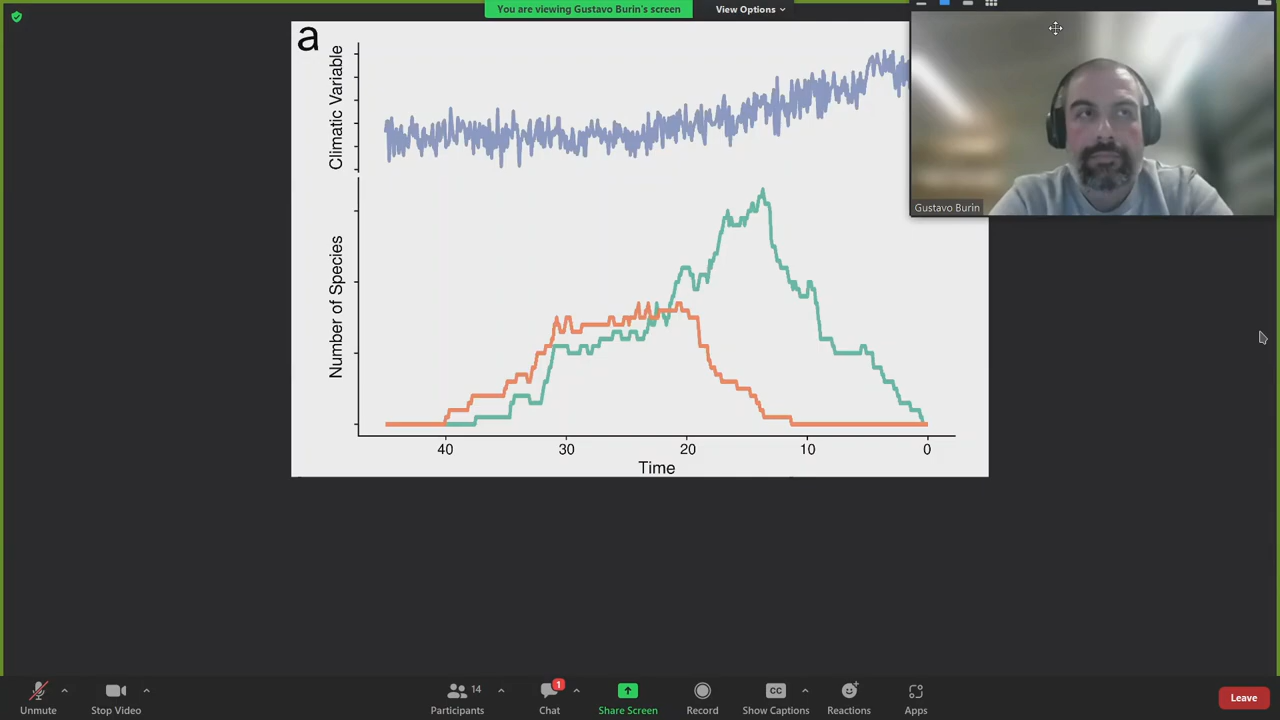 You are viewing Gustavo Burin's screen
View Options
a
Climatic Variable
Gustavo Burin
Number of Species
40 30 20 10 0
Time
14
1
CC
Unmute
Stop Video
Participants
Chat
Share Screen
Record
Show Captions
Reactions
Apps
Leave